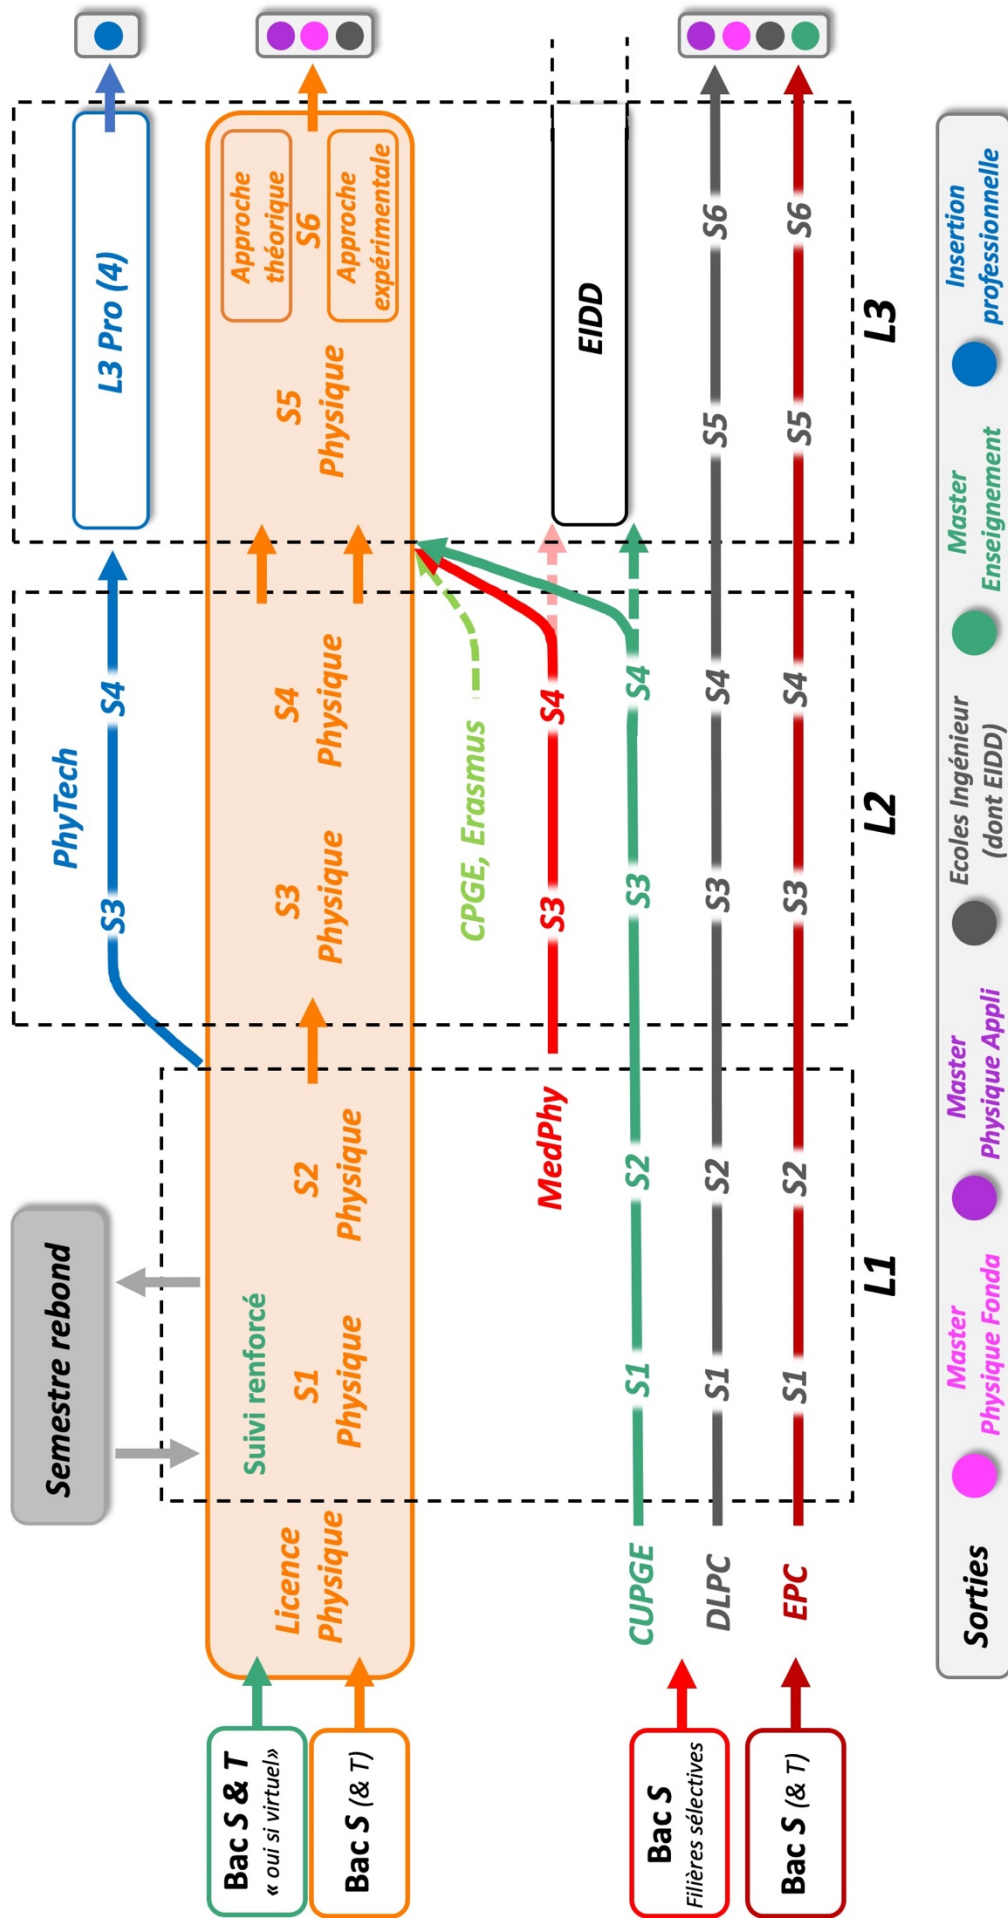 Semestre rebond
PhyTech
S3
S4
L3 Pro (4)
Bac S & T
« oui si virtuel»
Bac S (& T)
Licence
Physique
Suivi renforcé
S1
Physique
S2
Physique
S3
Physique
S4
Physique
S5
Physique
Approche
théorique
S6
Approche
expérimentale
CPGE, Erasmus
MedPhy
S3
S4
EIDD
Bac S
Filières sélectives
CUPGE
S1
S2
S3
S4
DLPC
S1
S2
S3
S4
S5
S6
Bac S (& T)
EPC
S1
S2
S3
S4
S5
S6
L1
L2
L3
Sorties
Master
Physique Fonda
Master
Physique Appli
Ecoles Ingénieur
(dont EIDD)
Master
Enseignement
Insertion
professionnelle